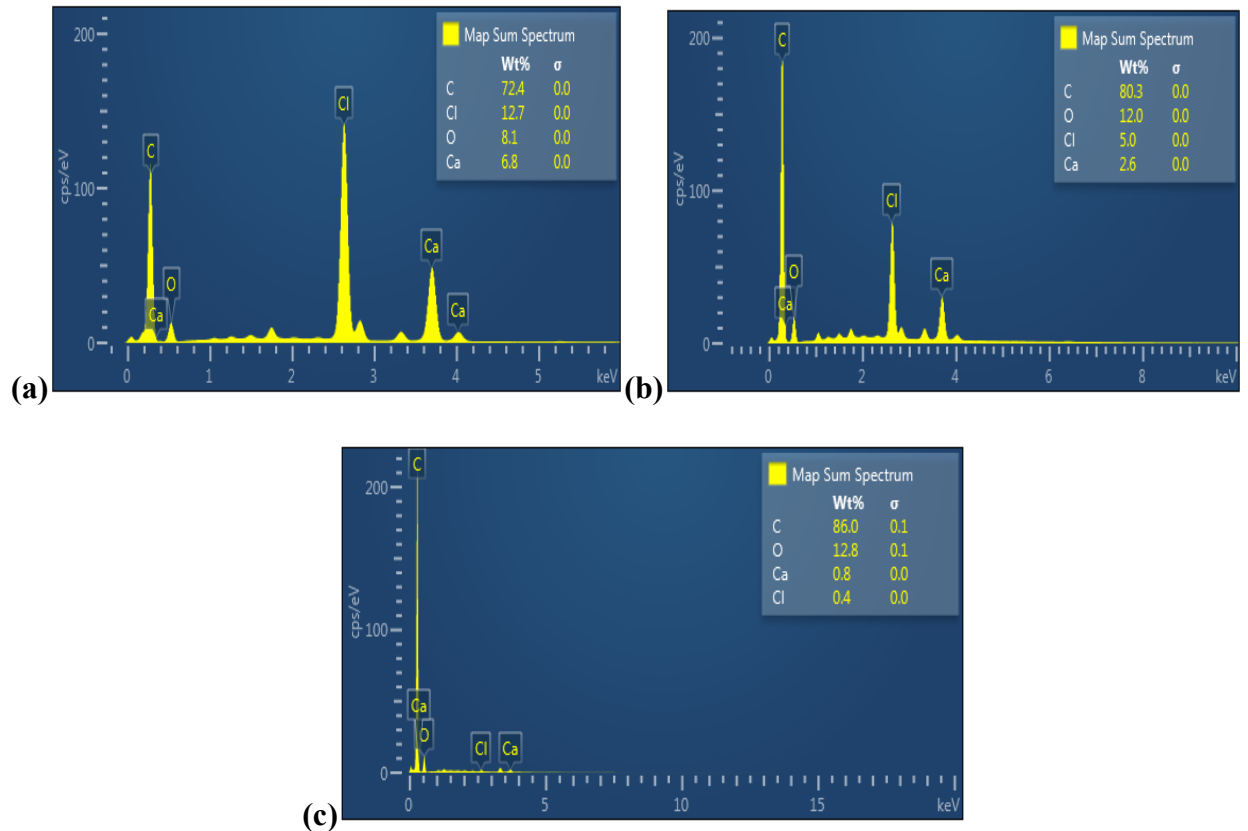 200
100
0
cps/eV
C
Ca
O
Cl
Ca
Ca
0 1 2 3 4 5 keV
Map Sum Spectrum
Wt% σ
C 72.4 0.0
Cl 12.7 0.0
O 8.1 0.0
Ca 6.8 0.0
(a)
200
100
0
cps/eV
C
O
Ca
Cl
Ca
0 2 4 6 8 keV
Map Sum Spectrum
Wt% σ
C 80.3 0.0
O 12.0 0.0
Cl 5.0 0.0
Ca 2.6 0.0
(b)
200
100
0
cps/eV
C
Ca
O
Cl
Ca
0 5 10 15 keV
Map Sum Spectrum
Wt% σ
C 86.0 0.1
O 12.8 0.1
Ca 0.8 0.0
Cl 0.4 0.0
(c)